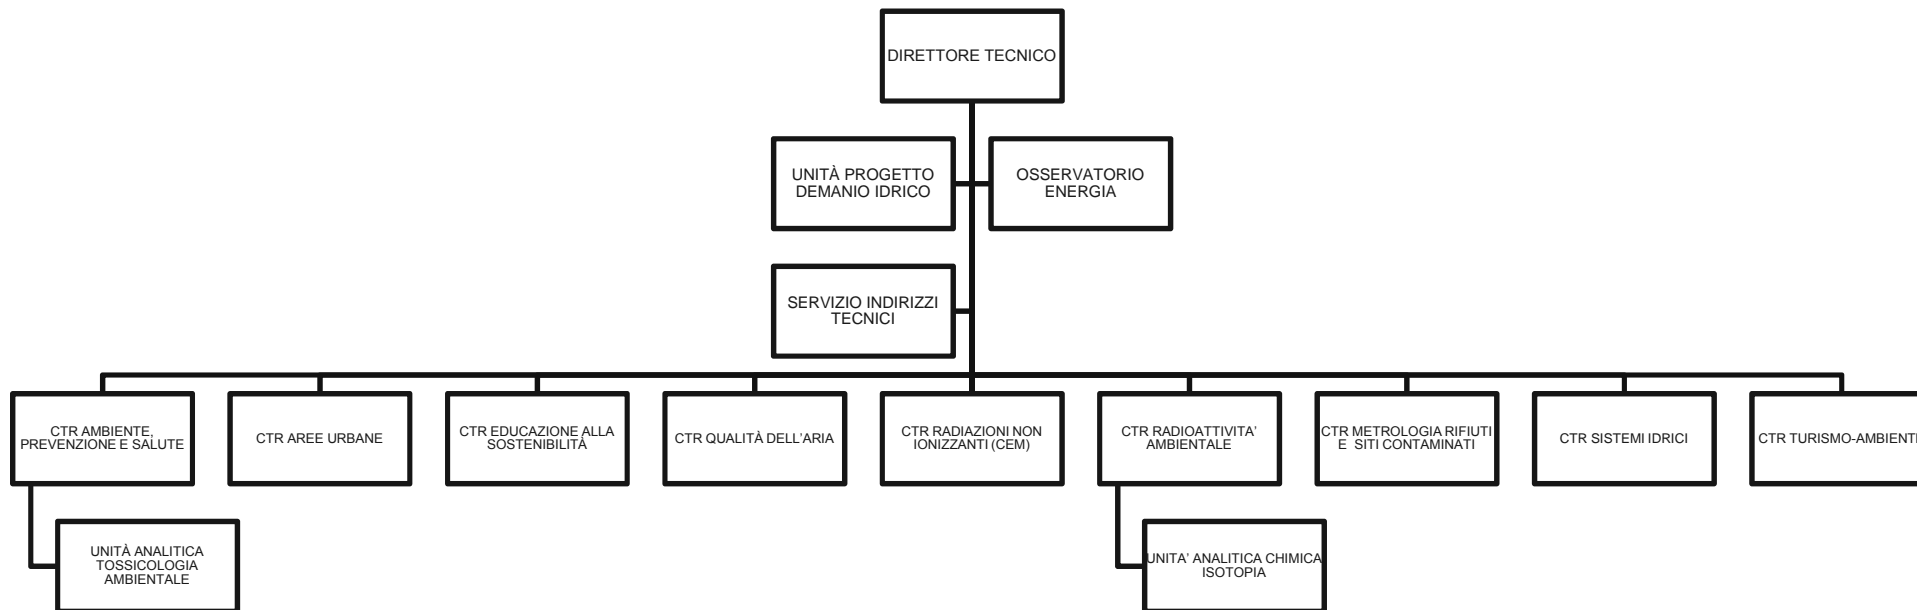 DIRETTORE TECNICO
UNITÀ PROGETTO
DEMANIO IDRICO
OSSERVATORIO
ENERGIA
SERVIZIO INDIRIZZI
TECNICI
CTR AMBIENTE,
PREVENZIONE E SALUTE
CTR AREE URBANE
CTR EDUCAZIONE ALLA
SOSTENIBILITÀ
CTR QUALITÀ DELL'ARIA
CTR RADIAZIONI NON
IONIZZANTI (CEM)
CTR RADIOATTIVITA'
AMBIENTALE
CTR METROLOGIA RIFIUTI
E SITI CONTAMINATI
CTR SISTEMI IDRICI
CTR TURISMO-AMBIENTE
UNITÀ ANALITICA
TOSSICOLOGIA
AMBIENTALE
UNITA' ANALITICA CHIMICA
ISOTOPIA